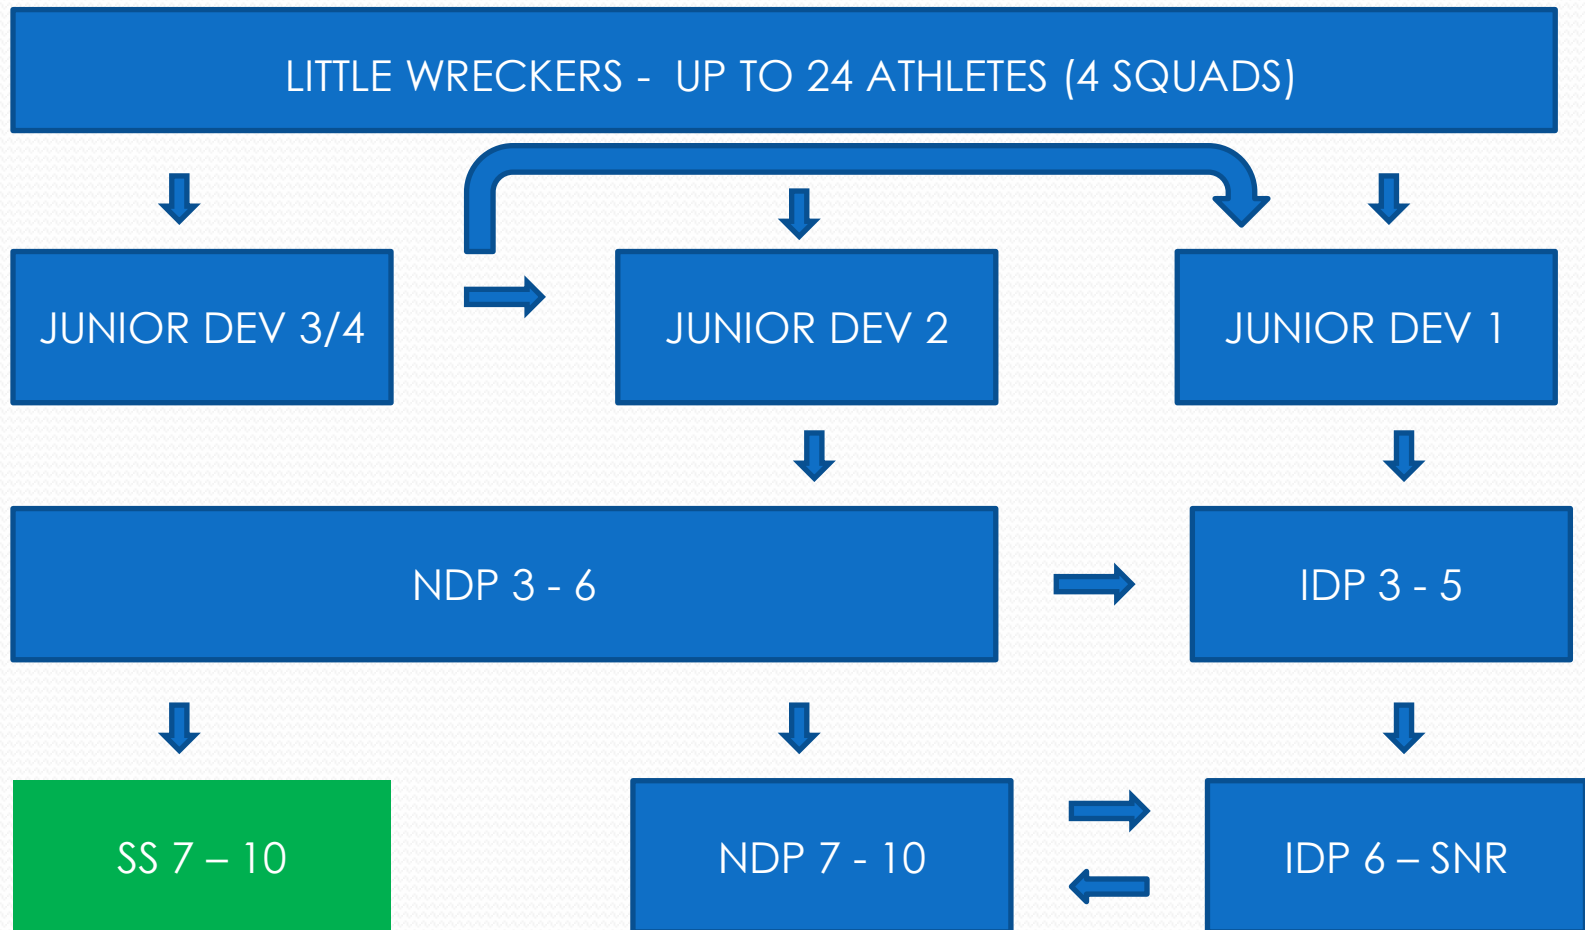 LITTLE WRECKERS - UP TO 24 ATHLETES (4 SQUADS)
JUNIOR DEV 3/4
JUNIOR DEV 2
JUNIOR DEV 1
NDP 3 - 6
IDP 3 - 5
SS 7 – 10
NDP 7 - 10
IDP 6 – SNR